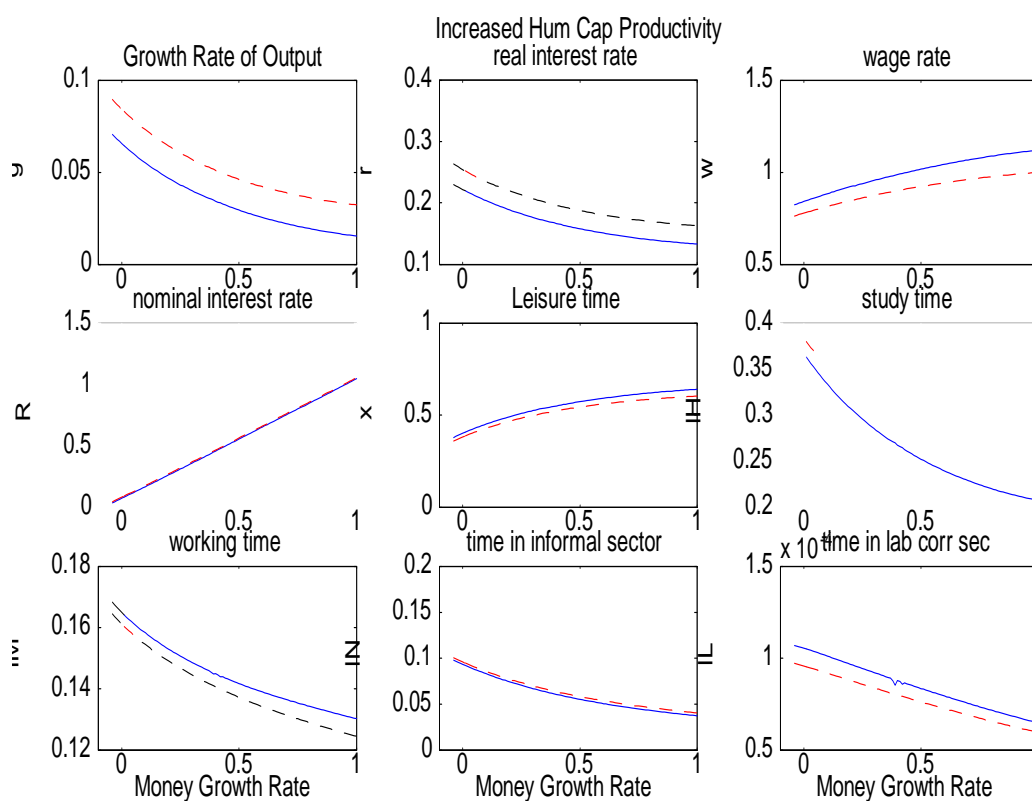 Increased Hum Cap Productivity
Growth Rate of Output
real interest rate
wage rate
0.1
0.05
0
g
0 0.5 1
0.4
0.3
0.2
0.1
r
0 0.5 1
1.5
1
0.5
w
0 0.5
nominal interest rate
Leisure time
study time
1.5
1
0.5
0
R
0 0.5 1
1
0.5
0
x
0 0.5 1
0.4
0.35
0.3
0.25
0.2
lH
0 0.5
working time
time in informal sector
x 10
time in lab corr sec
0.18
0.16
0.14
0.12
lM
0 0.5 1
Money Growth Rate
0.2
0.15
0.1
0.05
0
lN
0 0.5 1
Money Growth Rate
1.5
1
0.5
lL
0 0.5
Money Growth Rate